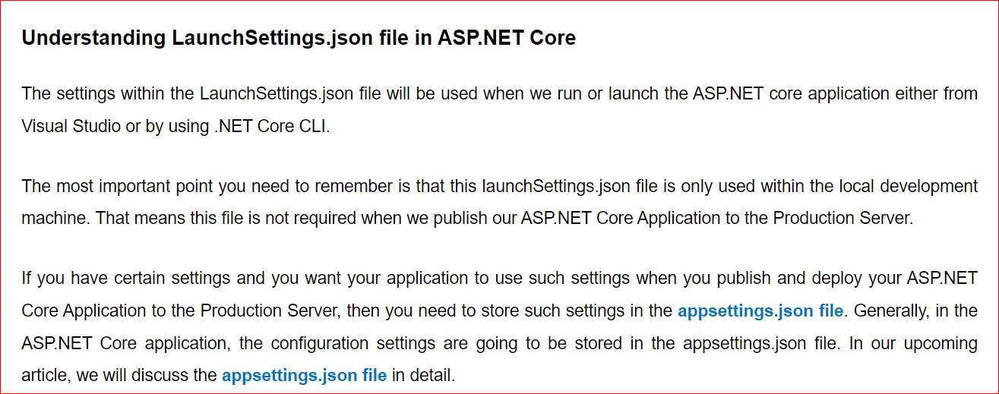 Understanding LaunchSettings.json file in ASP.NET Core
The settings within the LaunchSettings.json file will be used when we run or launch the ASP.NET core application either from
Visual Studio or by using .NET Core CLI.
The most important point you need to remember is that this launchSettings.json file is only used within the local development
machine. That means this file is not required when we publish our ASP.NET Core Application to the Production Server.
If you have certain settings and you want your application to use such settings when you publish and deploy your ASP.NET
Core Application to the Production Server, then you need to store such settings in the appsettings.json file. Generally, in the
ASP.NET Core application, the configuration settings are going to be stored in the appsettings.json file. In our upcoming
article, we will discuss the appsettings.json file in detail.